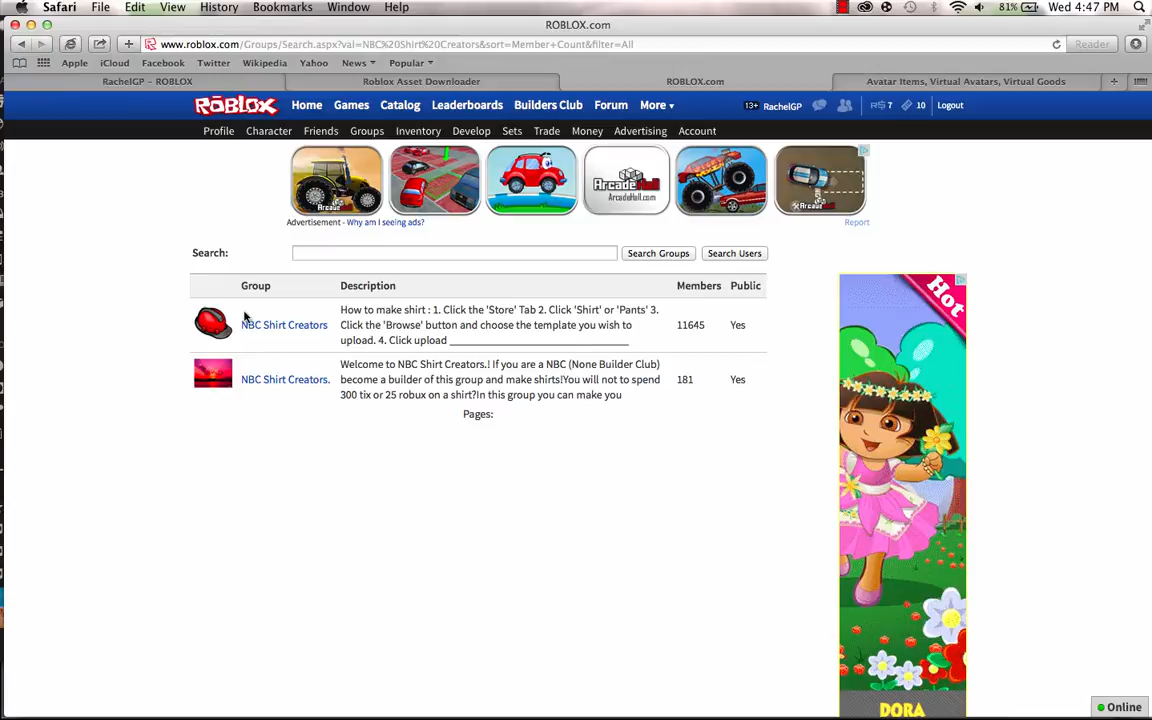 Safari File Edit View History Bookmarks Window Help 81% Wed 4:47 PM
ROBLOX.com
www.roblox.com/Groups/Search.aspx?val=NBC%20Shirt%20Creators&sort=Member+Count&filter=All Reader
Apple iCloud Facebook Twitter Wikipedia Yahoo News Popular
RachelGP – ROBLOX Roblox Asset Downloader ROBLOX.com Avatar Items, Virtual Avatars, Virtual Goods
ROBLOX Home Games Catalog Leaderboards Builders Club Forum More 13+ RachelGP R$ 7 10 Logout
Profile Character Friends Groups Inventory Develop Sets Trade Money Advertising Account
ArcadeHall
ArcadeHall.com
Advertisement - Why am I seeing ads? Report
Search: Search Groups Search Users
Group Description Members Public
NBC Shirt Creators How to make shirt : 1. Click the 'Store' Tab 2. Click 'Shirt' or 'Pants' 3. Click the 'Browse' button and choose the template you wish to upload. 4. Click upload ______________________________ 11645 Yes
NBC Shirt Creators. Welcome to NBC Shirt Creators.! If you are a NBC (None Builder Club) become a builder of this group and make shirts!You will not to spend 300 tix or 25 robux on a shirt?In this group you can make you 181 Yes
Pages:
Hot
DORA
Online